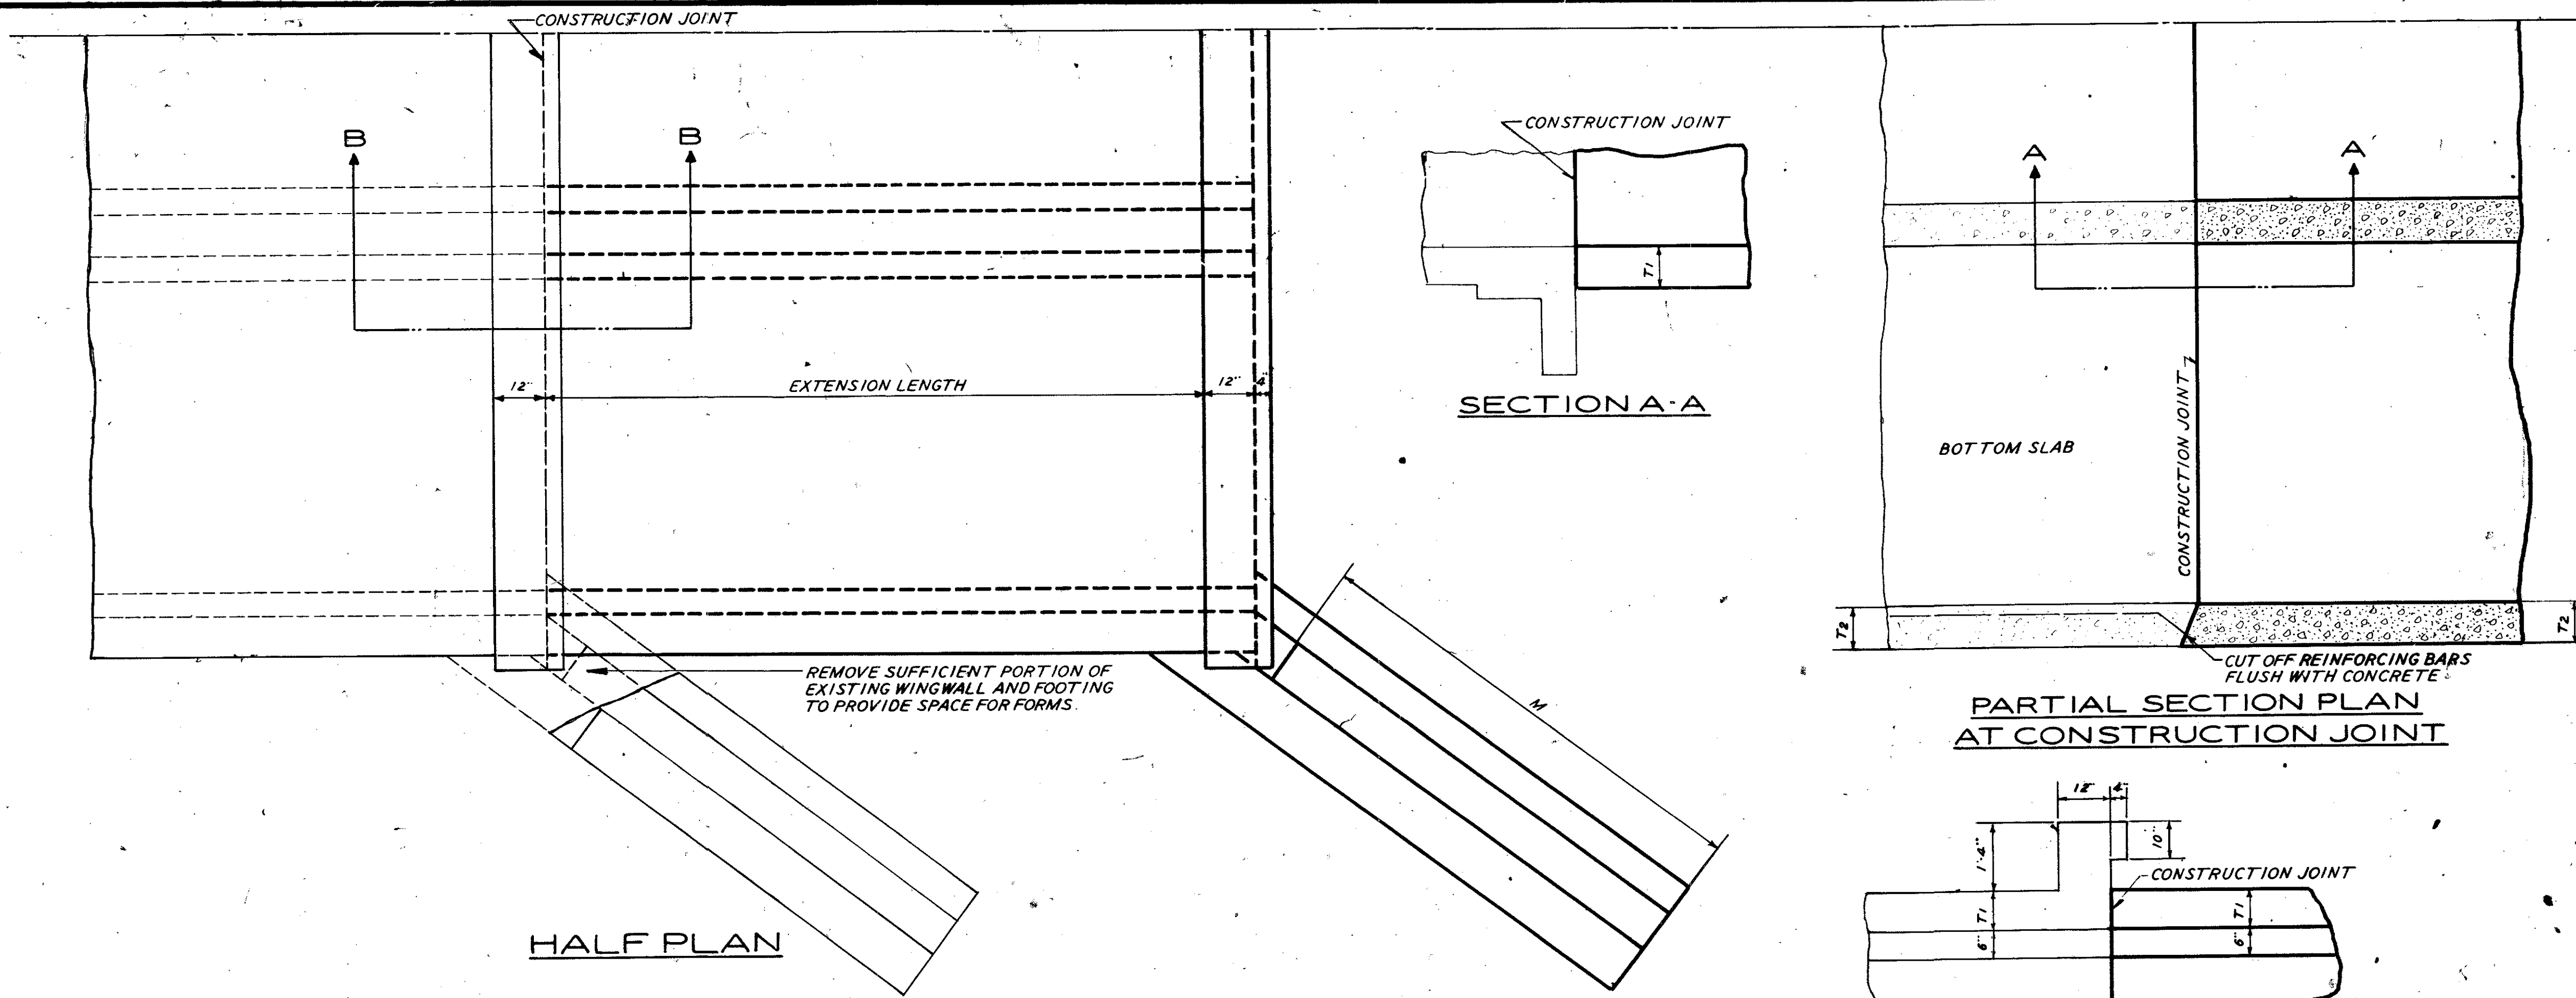 CONSTRUCTION JOINT
B
B
12"
EXTENSION LENGTH
12"
4"
REMOVE SUFFICIENT PORTION OF
EXISTING WINGWALL AND FOOTING
TO PROVIDE SPACE FOR FORMS.
M
HALF PLAN
CONSTRUCTION JOINT
T1
SECTION A-A
A
A
BOTTOM SLAB
CONSTRUCTION JOINT
T2
T2
CUT OFF REINFORCING BARS
FLUSH WITH CONCRETE
PARTIAL SECTION PLAN
AT CONSTRUCTION JOINT
12"
4"
1'-4"
10"
CONSTRUCTION JOINT
T1
T1
6"
6"